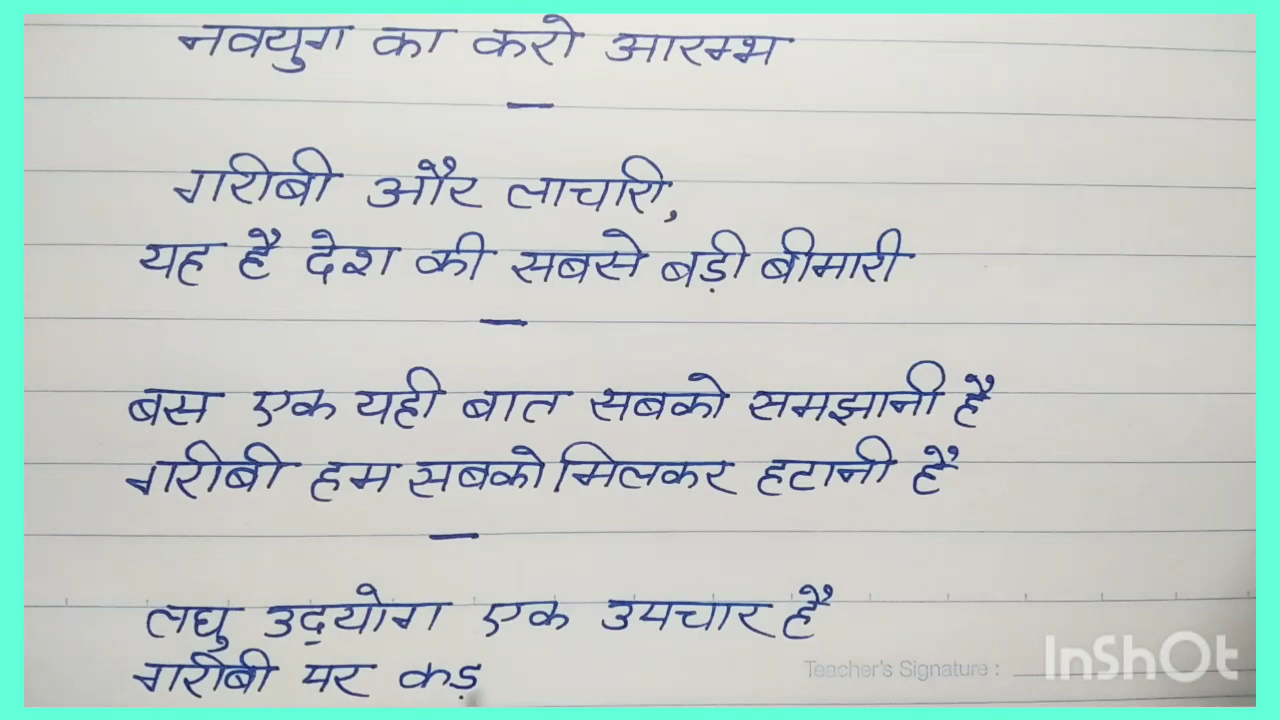 नवयुग का करो आरम्भ
गरीबी और लाचारी,
यह है देश की सबसे बड़ी बीमारी
बस एक यही बात सबको समझानी है
गरीबी हम सबको मिलकर हटानी है
लघु उद्योग एक उपचार है
गरीबी पर कड़
Teacher's Signature :
InShOt